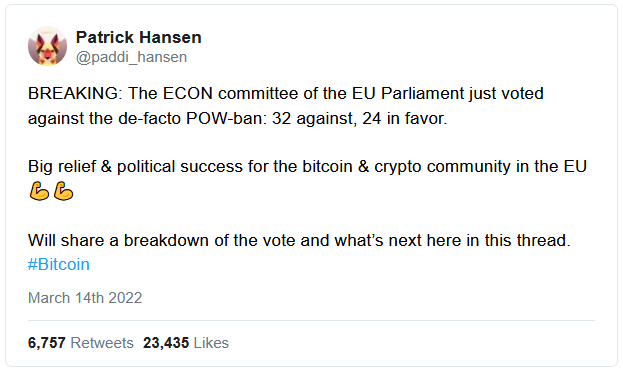 Patrick Hansen
@paddi_hansen
BREAKING: The ECON committee of the EU Parliament just voted
against the de-facto POW-ban: 32 against, 24 in favor.
Big relief & political success for the bitcoin & crypto community in the EU
💪💪
Will share a breakdown of the vote and what’s next here in this thread.
#Bitcoin
March 14th 2022
6,757 Retweets 23,435 Likes